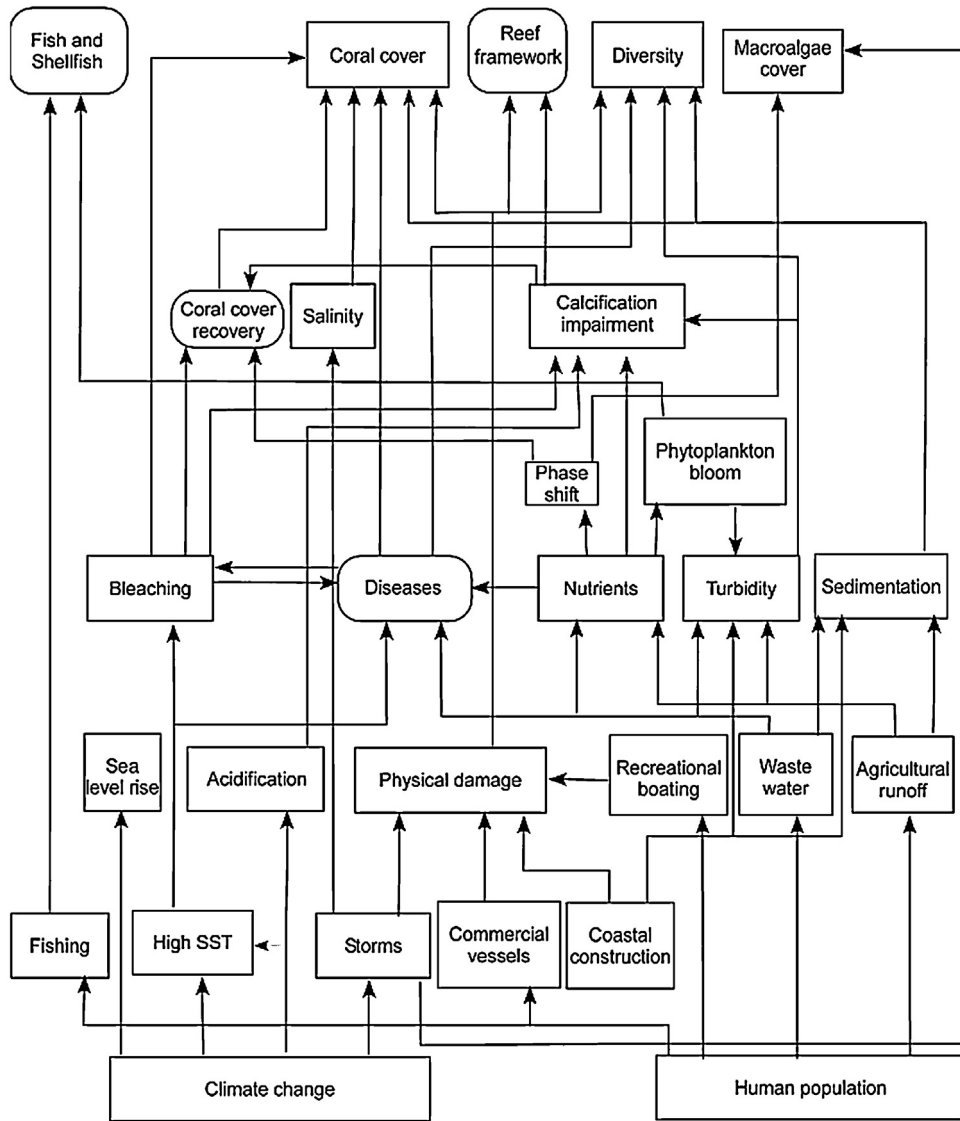 Fish and
Shellfish
Coral cover
Reef
framework
Diversity
Macroalgae
cover
Coral cover
recovery
Salinity
Calcification
impairment
Phase
shift
Phytoplankton
bloom
Bleaching
Diseases
Nutrients
Turbidity
Sedimentation
Sea
level rise
Acidification
Physical damage
Recreational
boating
Waste
water
Agricultural
runoff
Fishing
High SST
Storms
Commercial
vessels
Coastal
construction
Climate change
Human population